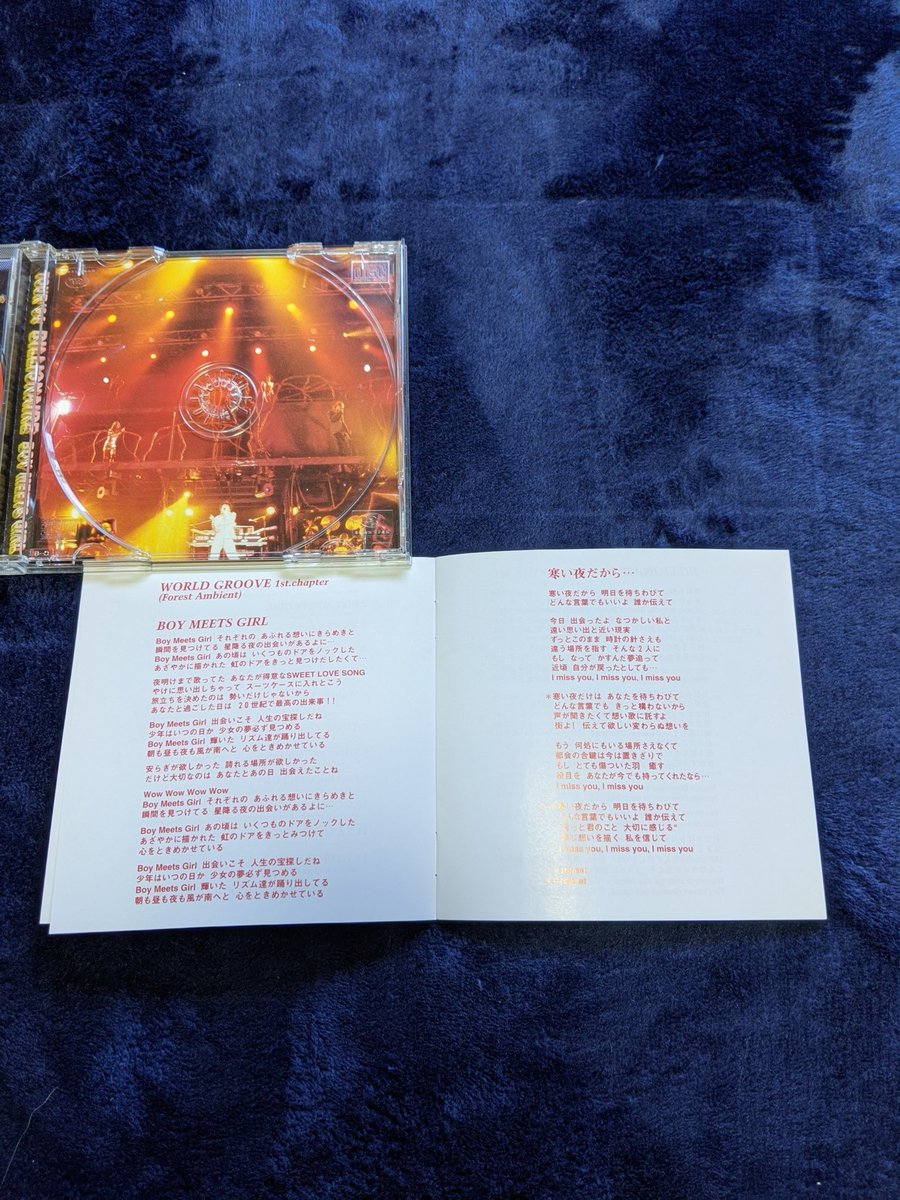 BILLIONAIRE BOY MEETS GIRL
WORLD GROOVE 1st.chapter
(Forest Ambient)
BOY MEETS GIRL
Boy Meets Girl それぞれの あふれる想いにきらめきと
瞬間を見つけてる 星降る夜の出会いがあるよに…
Boy Meets Girl あの頃は いくつものドアをノックした
あざやかに描かれた 虹のドアをきっと見つけだしたくて…
夜明けまで歌ってた あなたが得意なSWEET LOVE SONG
やけに思い出しちゃって スーツケースに入れとこう
旅立ちを決めたのは 勢いだけじゃないから
あなたと過ごした日は 20世紀で最高の出来事!!
Boy Meets Girl 出会いこそ 人生の宝探しだね
少年はいつの日か 少女の夢必ず見つめる
Boy Meets Girl 輝いた リズム達が踊り出してる
朝も昼も夜も風が南へと 心をときめかせている
安らぎが欲しかった 誇れる場所が欲しかった
だけど大切なのは あなたとあの日 出会えたことね
Wow Wow Wow Wow
Boy Meets Girl それぞれの あふれる想いにきらめきと
瞬間を見つけてる 星降る夜の出会いがあるよに…
Boy Meets Girl あの頃は いくつものドアをノックした
あざやかに描かれた 虹のドアをきっとみつけて
心をときめかせている
Boy Meets Girl 出会いこそ 人生の宝探しだね
少年はいつの日か 少女の夢必ず見つめる
Boy Meets Girl 輝いた リズム達が踊り出してる
朝も昼も夜も風が南へと 心をときめかせている
寒い夜だから…
寒い夜だから 明日を待ちわびて
どんな言葉でもいいよ 誰か伝えて
今日 出会ったよ なつかしい私と
遠い思い出と近い現実
ずっとこのまま 時計の針さえも
違う場所を指す そんな2人に
もし なって かすんだ夢追って
近頃 自分が戻ったとしても…
I miss you, I miss you, I miss you
*寒い夜だけは あなたを待ちわびて
どんな言葉でも きっと構わないから
声が聞きたくて想い歌に託すよ
街よ! 伝えて欲しい変わらぬ想いを
もう 何処にもいる場所さえなくて
都会の合鍵は今は置きざりで
もし とても傷ついた羽 癒す
役目を あなたが今でも持ってくれたなら…
I miss you, I miss you, I miss you
寒い夜だから 明日を待ちわびて
んな言葉でもいいよ 誰か伝えて
っと君のこと 大切に感じる
想いを描く 私を信じて
miss you, I miss you, I miss you